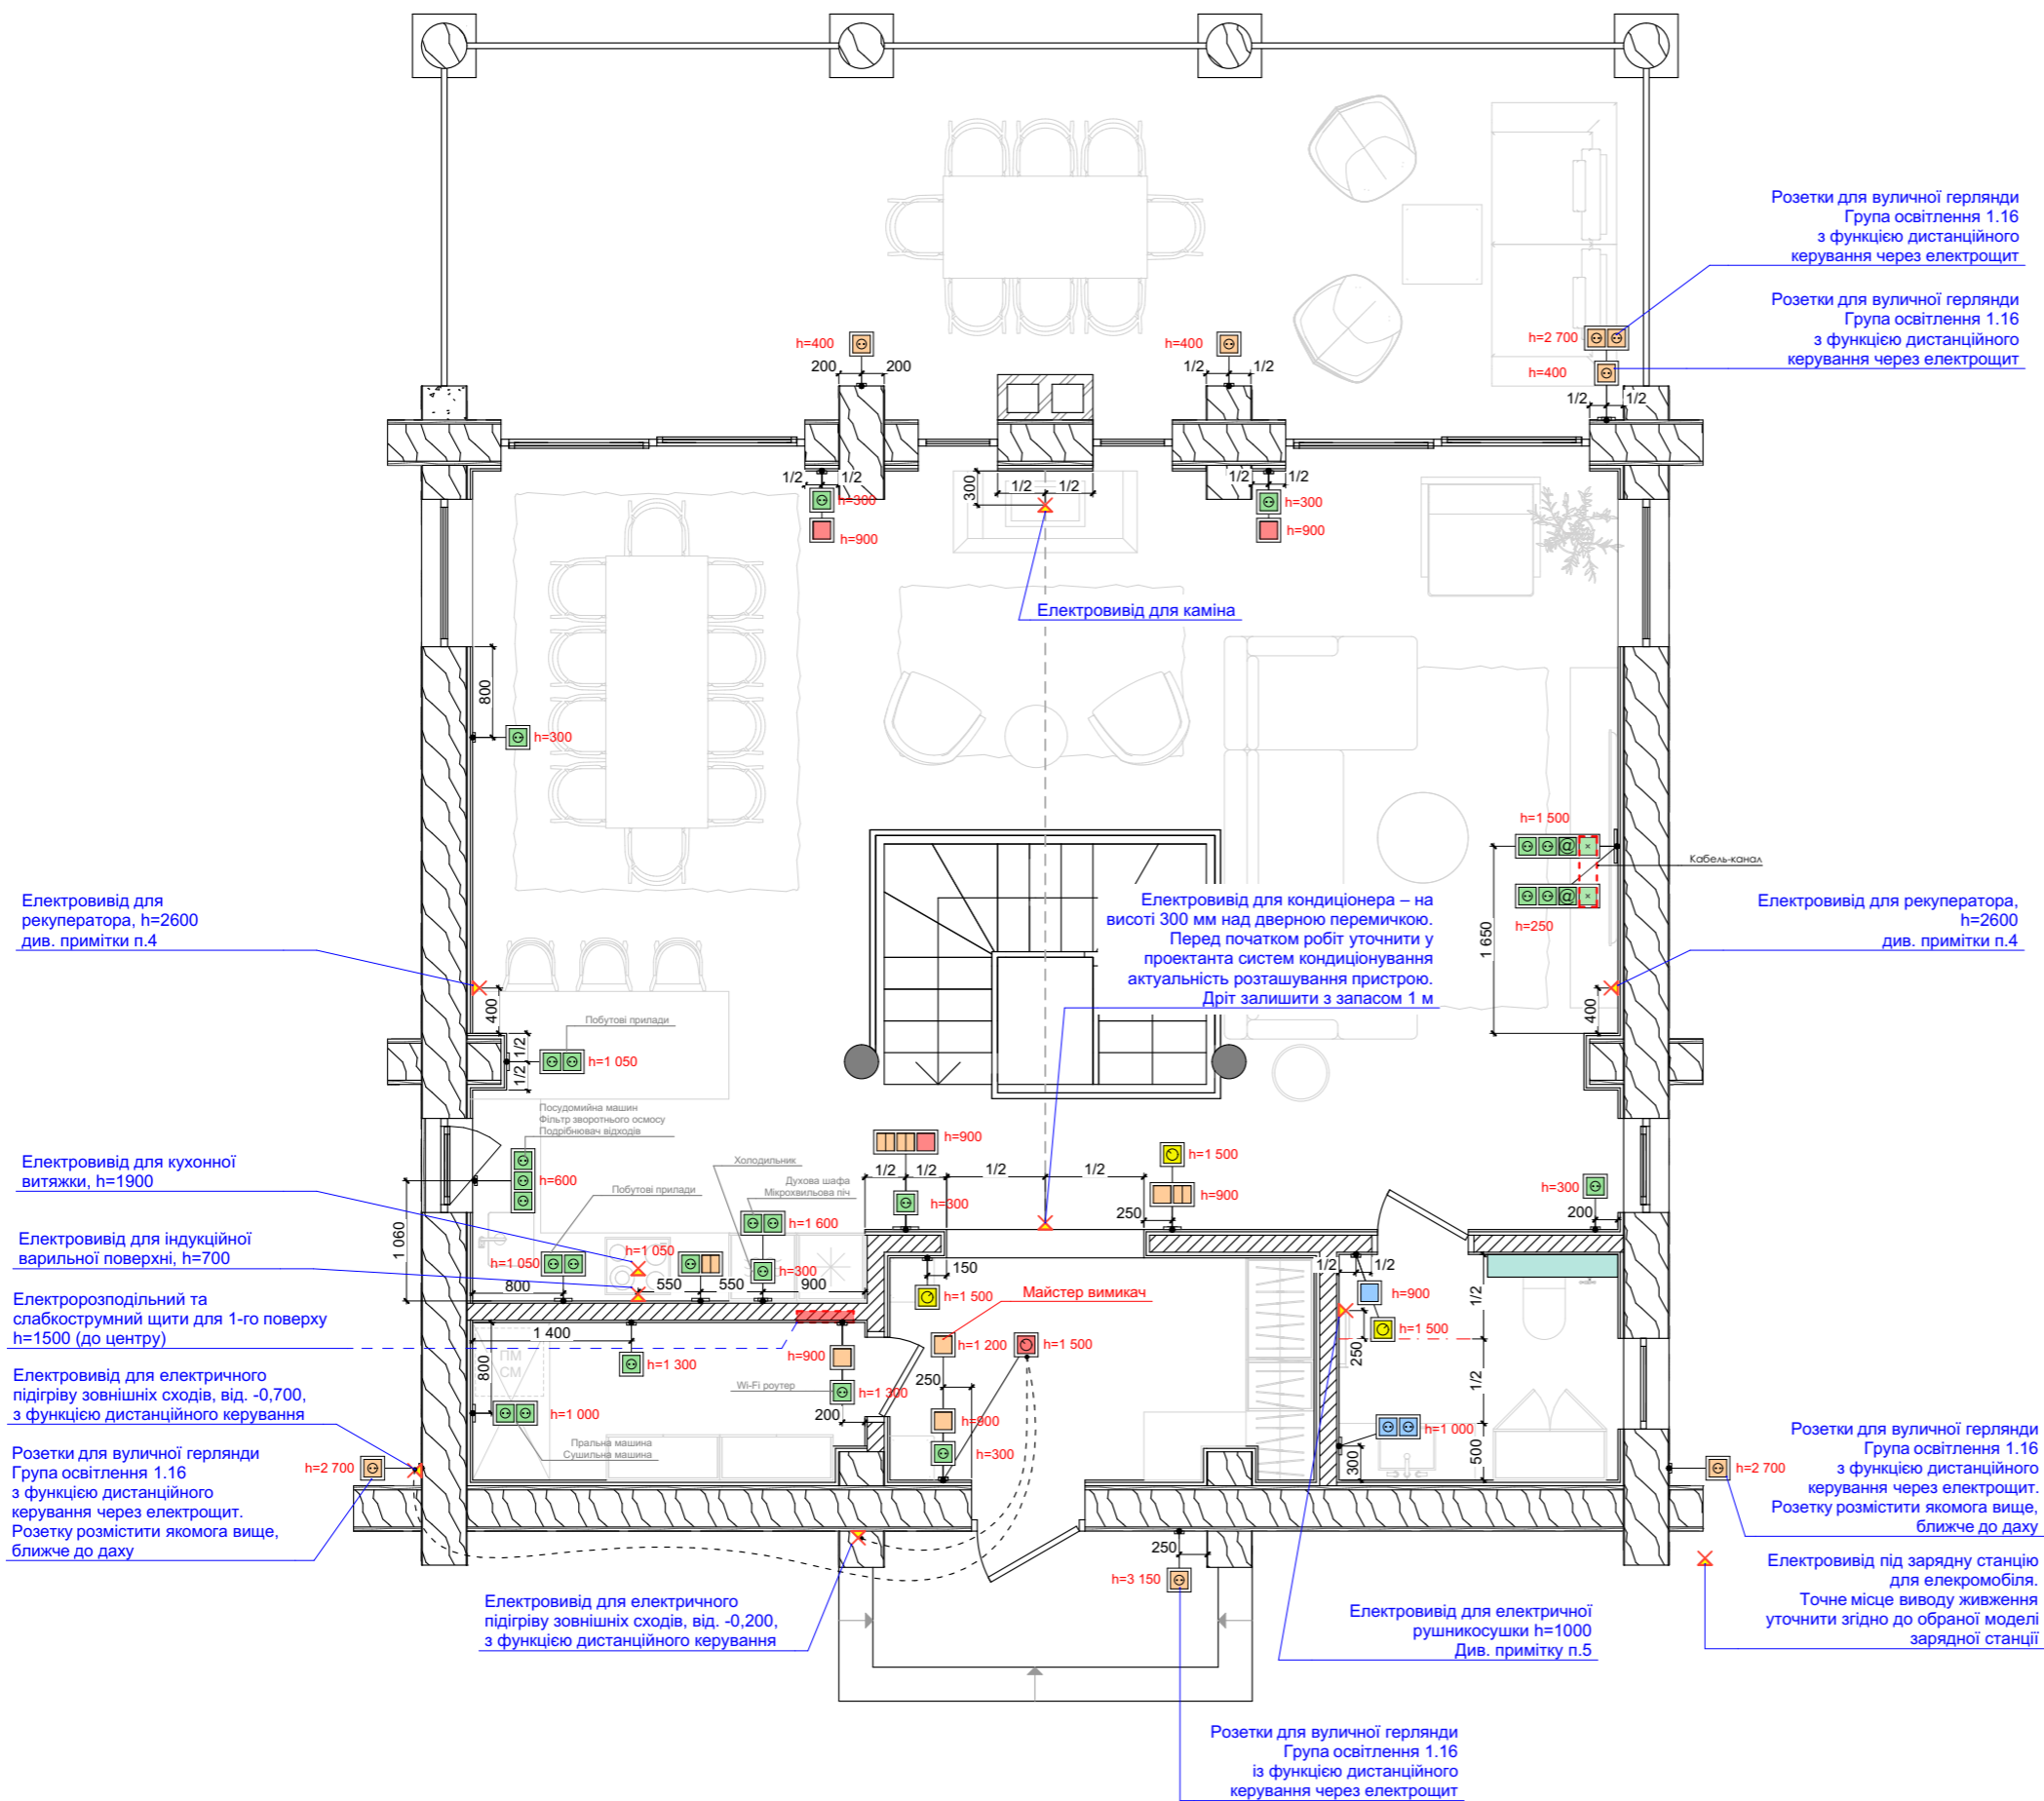 Розетки для вуличної герлянди
Група освітлення 1.16
з функцією дистанційного
керування через електрощит
Розетки для вуличної герлянди
Група освітлення 1.16
з функцією дистанційного
керування через електрощит
h=2 700
h=400
1/2
1/2
h=400
200
200
h=400
1/2
1/2
1/2
1/2
h=300
h=900
300
1/2
1/2
1/2
1/2
h=300
h=900
Електровивід для каміна
800
h=300
h=1 500
@
Кабель-канал
@
h=250
1 650
400
Електровивід для рекуператора,
h=2600
див. примітки п.4
Електровивід для
рекуператора, h=2600
див. примітки п.4
400
Електровивід для кондиціонера – на
висоті 300 мм над дверною перемичкою.
Перед початком робіт уточнити у
проектанта систем кондиціонування
актуальність розташування пристрою.
Дріт залишити з запасом 1 м
Побутові прилади
1/2
1/2
h=1 050
Посудомийна машин
Фільтр зворотнього осмосу
Подрібнювач відходів
h=600
1 060
Електровивід для кухонної
витяжки, h=1900
Електровивід для індукційної
варильної поверхні, h=700
Електророзподільний та
слабкострумний щити для 1-го поверху
h=1500 (до центру)
Електровивід для електричного
підігріву зовнішніх сходів, від. -0,700,
з функцією дистанційного керування
Розетки для вуличної герлянди
Група освітлення 1.16
з функцією дистанційного
керування через електрощит.
Розетку розмістити якомога вище,
ближче до даху
h=2 700
Холодильник
Духова шафа
Мікрохвильова піч
Побутові прилади
h=1 600
h=1 050
h=1 050
h=300
800
550
550
900
h=900
1/2
1/2
h=300
1/2
1/2
h=1 500
h=900
250
h=300
200
150
h=1 500
Майстер вимикач
h=1 200
h=1 500
250
h=900
h=300
1 400
800
ПМ
СМ
h=1 300
h=900
Wi-Fi роутер
h=1 300
200
h=1 000
Пральна машина
Сушильна машина
1/2
1/2
h=900
h=1 500
250
1/2
1/2
500
h=1 000
300
h=2 700
Розетки для вуличної герлянди
Група освітлення 1.16
з функцією дистанційного
керування через електрощит.
Розетку розмістити якомога вище,
ближче до даху
Електровивід під зарядну станцію
для елекромобіля.
Точне місце виводу живження
уточнити згідно до обраної моделі
зарядної станції
250
h=3 150
Електровивід для електричного
підігріву зовнішніх сходів, від. -0,200,
з функцією дистанційного керування
Електровивід для електричної
рушникосушки h=1000
Див. примітку п.5
Розетки для вуличної герлянди
Група освітлення 1.16
із функцією дистанційного
керування через електрощит